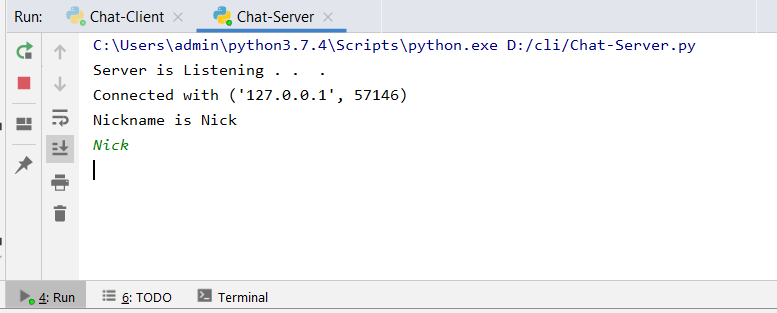 Run: Chat-Client Chat-Server
C:\Users\admin\python3.7.4\Scripts\python.exe D:/cli/Chat-Server.py
Server is Listening . .  .
Connected with ('127.0.0.1', 57146)
Nickname is Nick
Nick
4: Run 6: TODO Terminal